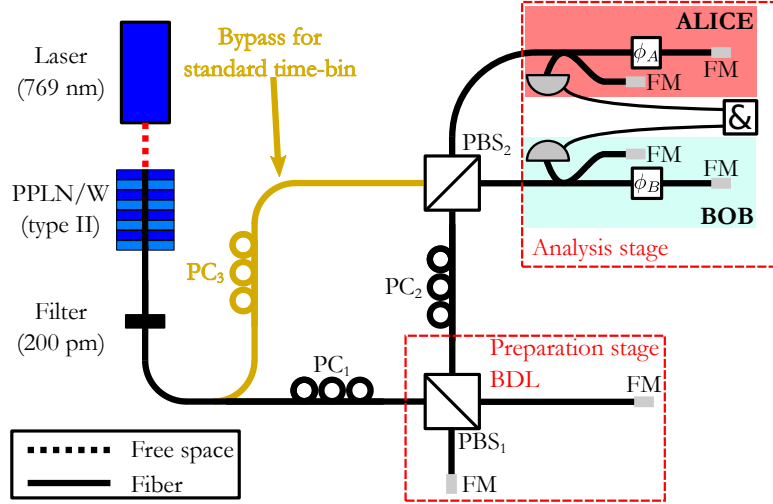 Laser
(769 nm)
Bypass for
standard time-bin
ALICE
ϕA
FM
FM
&
PBS2
PPLN/W
(type II)
FM
ϕB
FM
BOB
Analysis stage
PC3
PC2
Filter
(200 pm)
PC1
Preparation stage
BDL
FM
PBS1
FM
Free space
Fiber